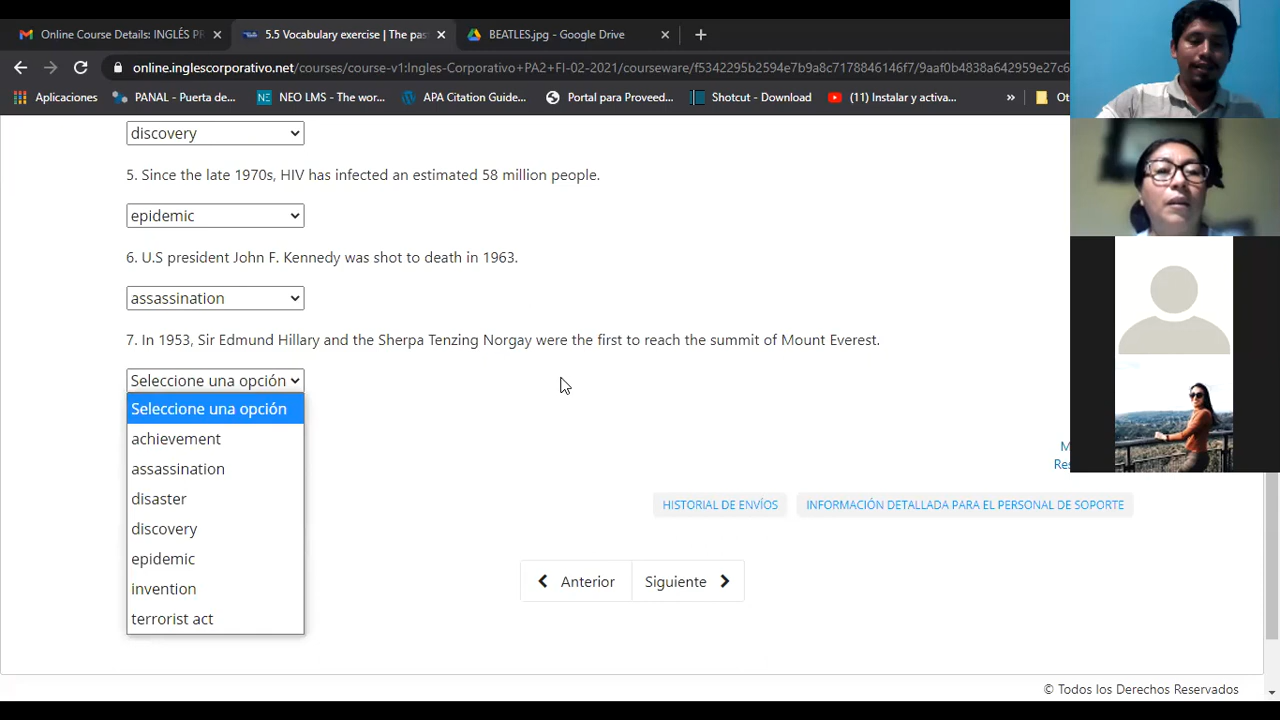 Online Course Details: INGLÉS PR
5.5 Vocabulary exercise | The pas
BEATLES.jpg - Google Drive
online.inglescorporativo.net/courses/course-v1:Ingles-Corporativo+PA2+FI-02-2021/courseware/f5342295b2594e7b9a8c7178846146f7/9aaf0b4838a642959e27c6
Aplicaciones
PANAL - Puerta de...
NEO LMS - The wor...
APA Citation Guide...
Portal para Proveed...
Shotcut - Download
(11) Instalar y activa...
»
Ot
discovery
5. Since the late 1970s, HIV has infected an estimated 58 million people.
epidemic
6. U.S president John F. Kennedy was shot to death in 1963.
assassination
7. In 1953, Sir Edmund Hillary and the Sherpa Tenzing Norgay were the first to reach the summit of Mount Everest.
Seleccione una opción
Seleccione una opción
achievement
assassination
disaster
discovery
epidemic
invention
terrorist act
M
Res
HISTORIAL DE ENVÍOS
INFORMACIÓN DETALLADA PARA EL PERSONAL DE SOPORTE
Anterior
Siguiente
© Todos los Derechos Reservados